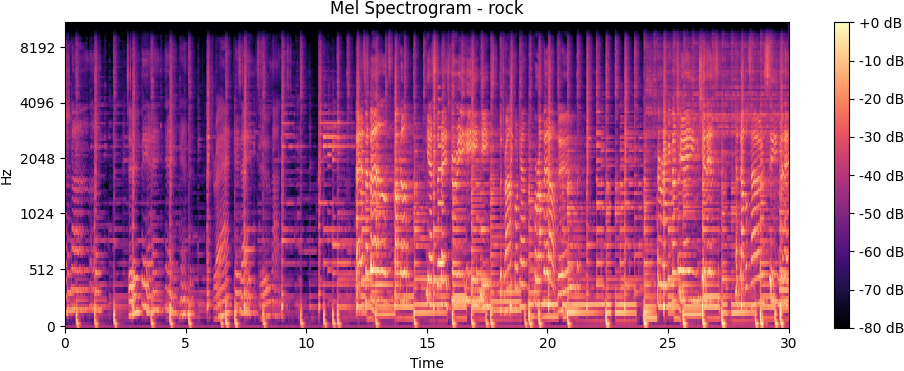 Mel Spectrogram - rock
Hz
8192
4096
2048
1024
512
0
0 5 10 15 20 25 30
Time
+0 dB
-10 dB
-20 dB
-30 dB
-40 dB
-50 dB
-60 dB
-70 dB
-80 dB